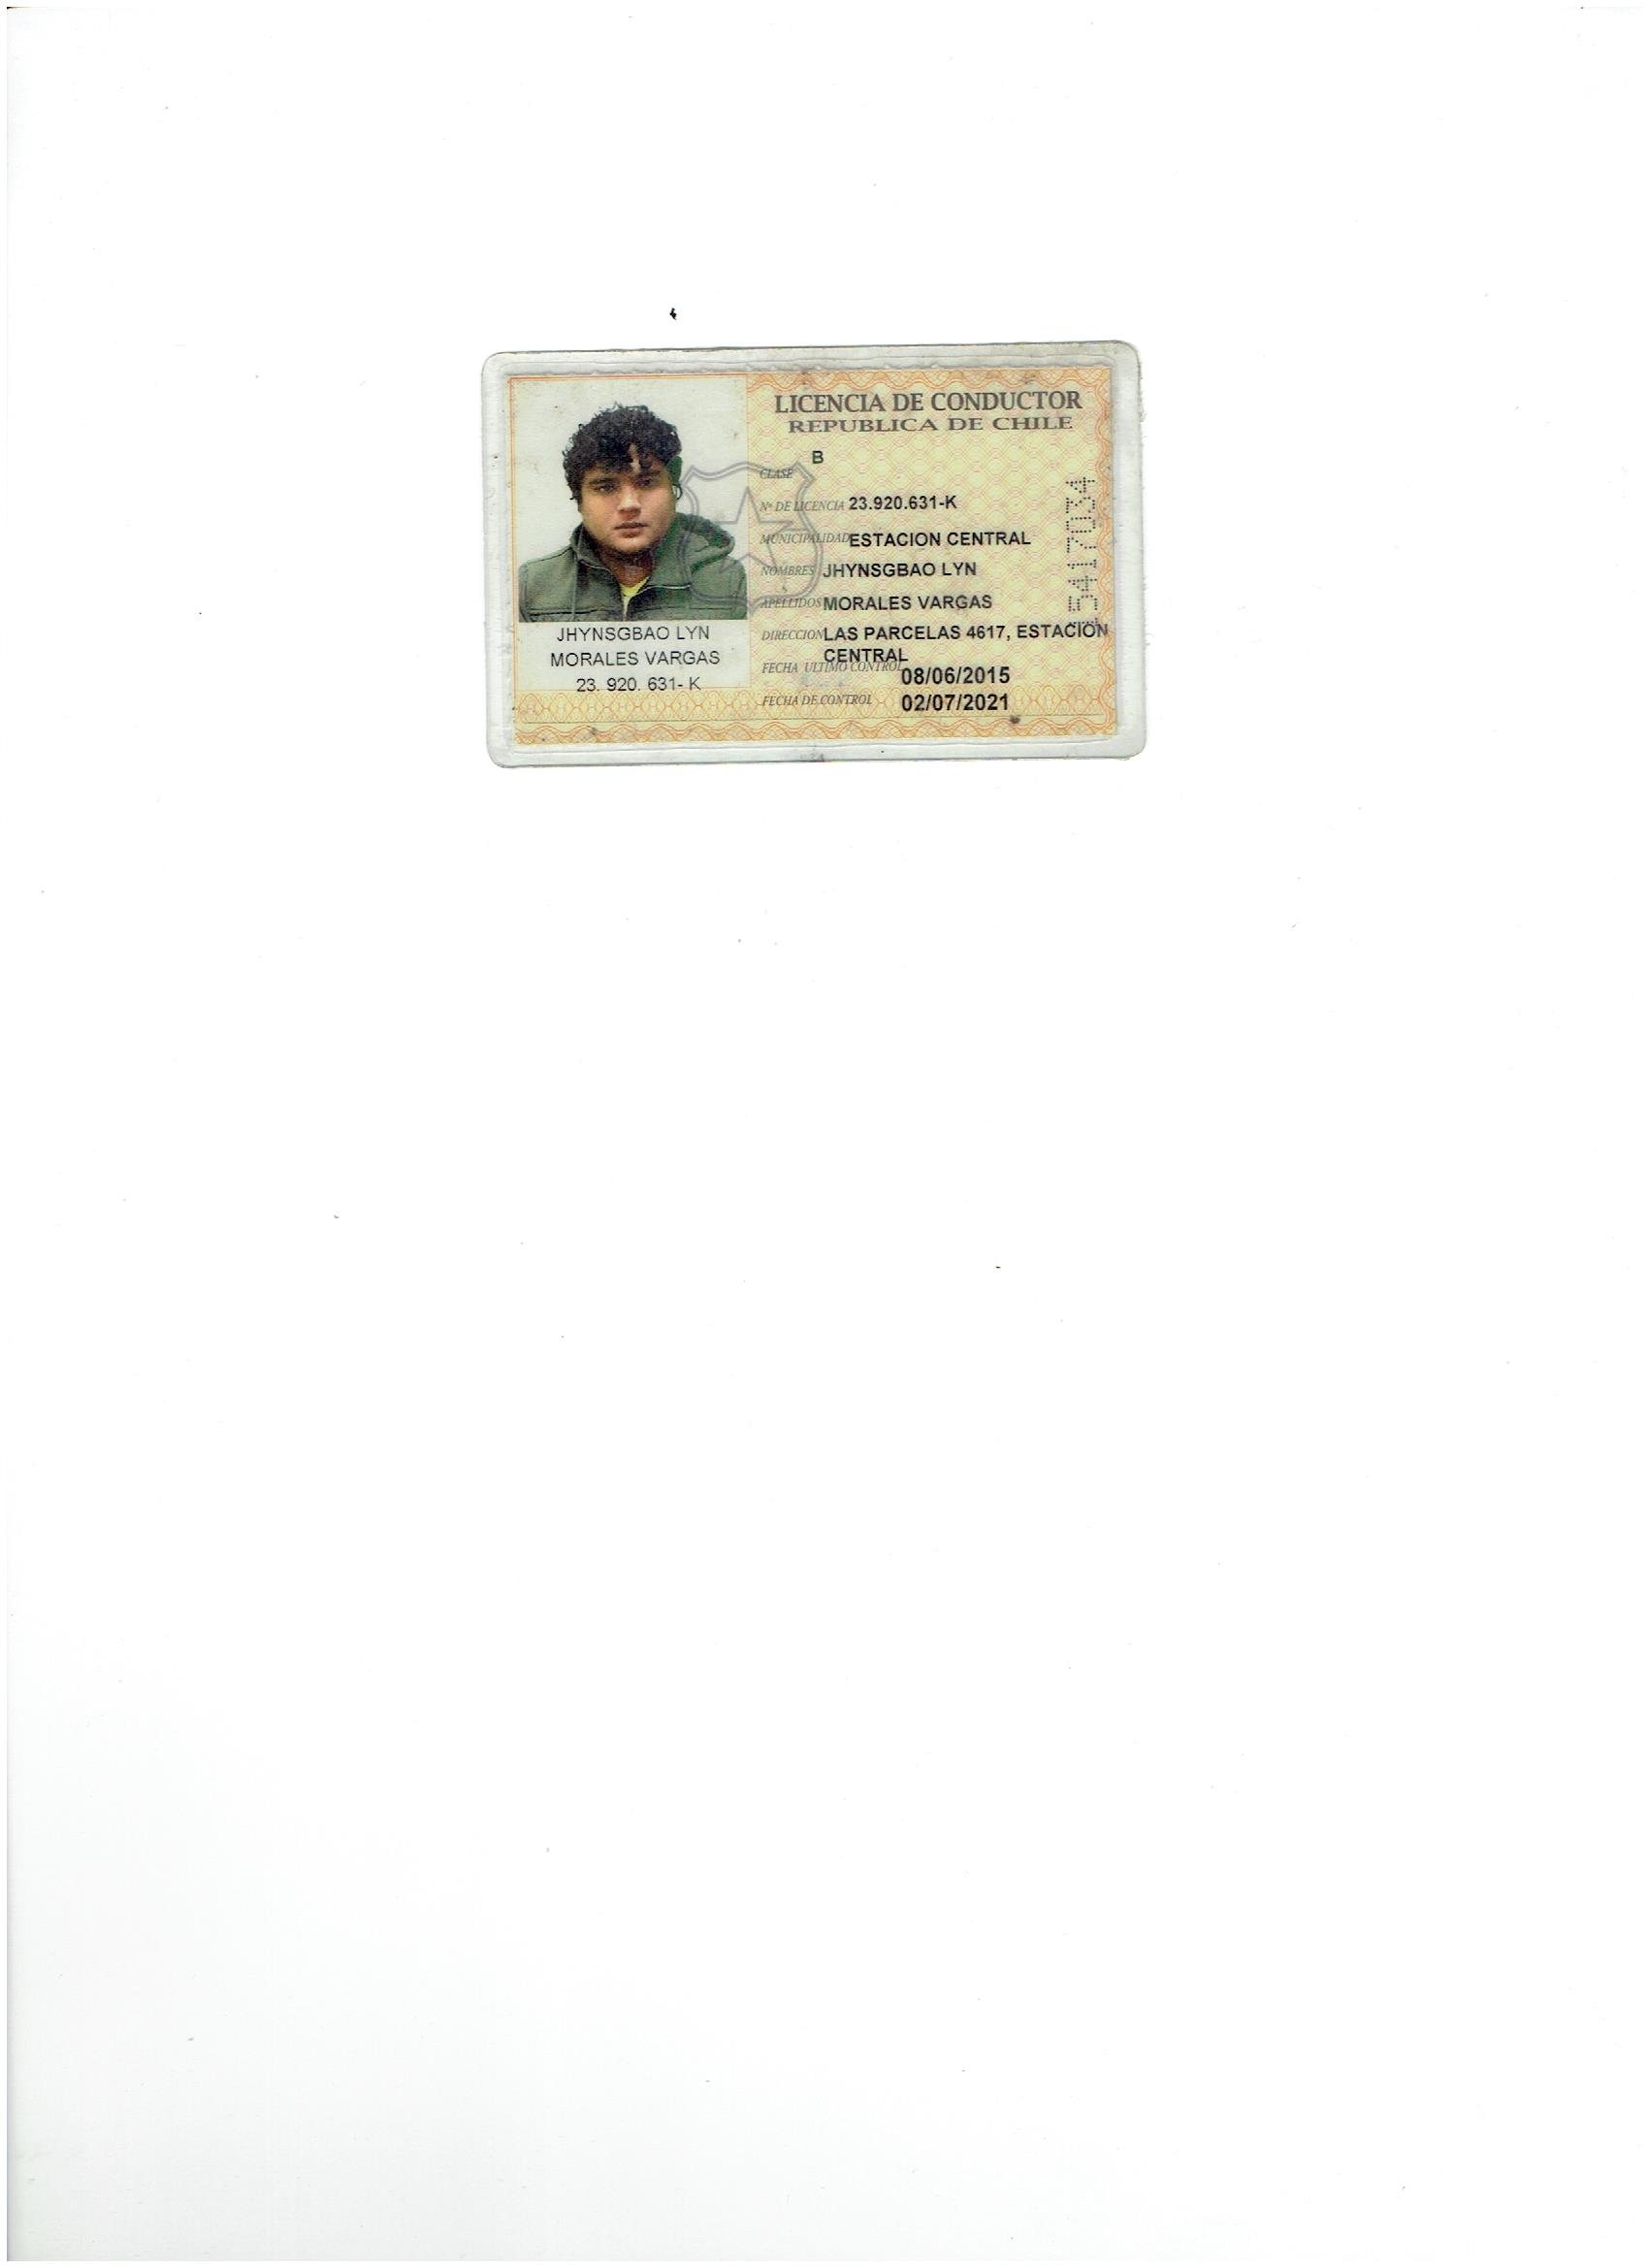 LICENCIA DE CONDUCTOR
REPUBLICA DE CHILE
CLASE B
Nº DE LICENCIA 23.920.631-K
MUNICIPALIDAD ESTACION CENTRAL
NOMBRES JHYNSGBAO LYN
APELLIDOS MORALES VARGAS
DIRECCION LAS PARCELAS 4617, ESTACIÓN
CENTRAL
FECHA ULTIMO CONTROL 08/06/2015
FECHA DE CONTROL 02/07/2021
5417034
JHYNSGBAO LYN
MORALES VARGAS
23. 920. 631- K